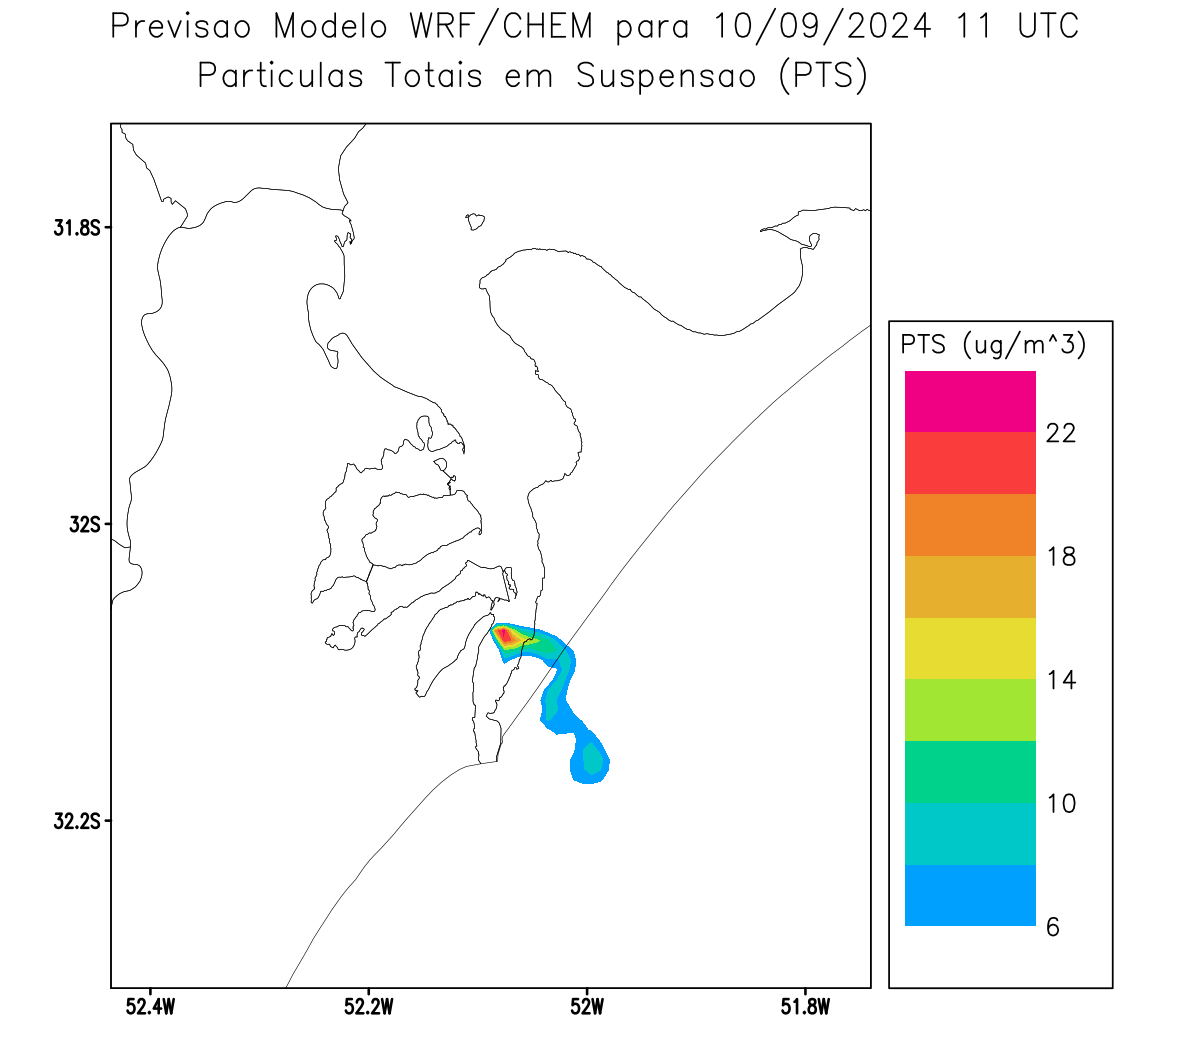 Previsao Modelo WRF/CHEM para 10/09/2024 11 UTC
Particulas Totais em Suspensao (PTS)
31.8S
32S
32.2S
52.4W
52.2W
52W
51.8W
PTS (ug/m^3)
22
18
14
10
6